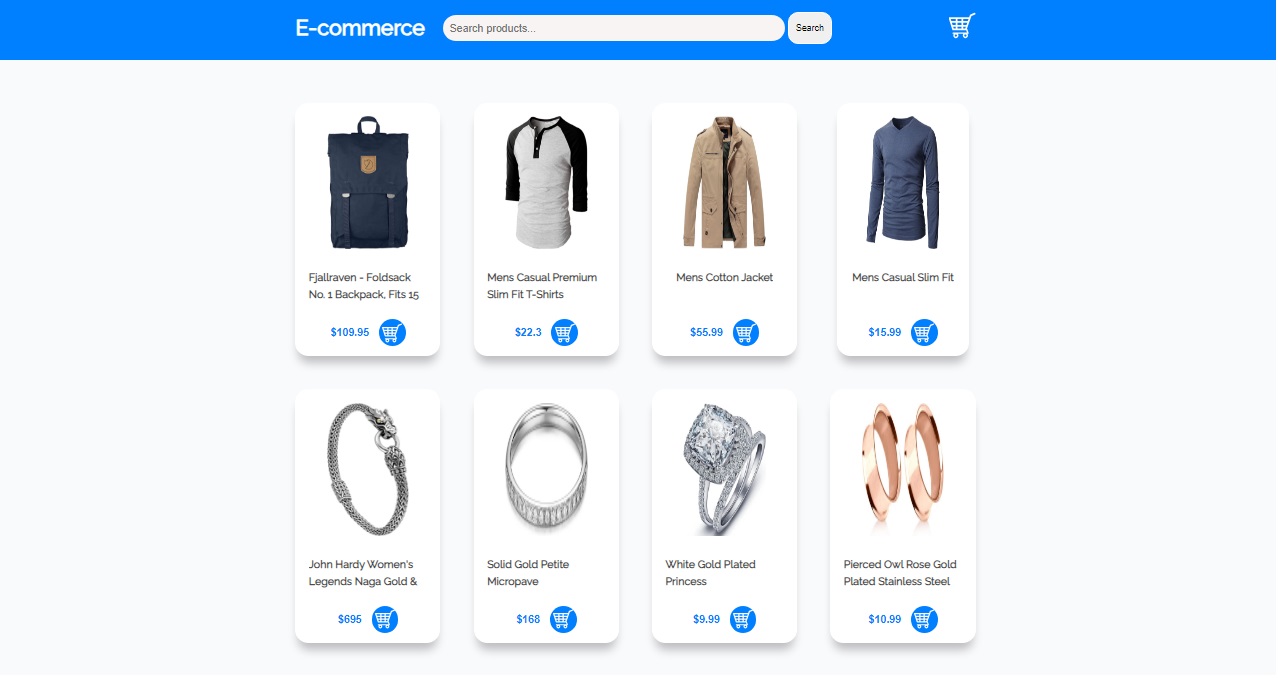 E-commerce
Search products...
Search
Fjallraven - Foldsack
No. 1 Backpack, Fits 15
$109.95
Mens Casual Premium
Slim Fit T-Shirts
$22.3
Mens Cotton Jacket
$55.99
Mens Casual Slim Fit
$15.99
John Hardy Women's
Legends Naga Gold &
$695
Solid Gold Petite
Micropave
$168
White Gold Plated
Princess
$9.99
Pierced Owl Rose Gold
Plated Stainless Steel
$10.99